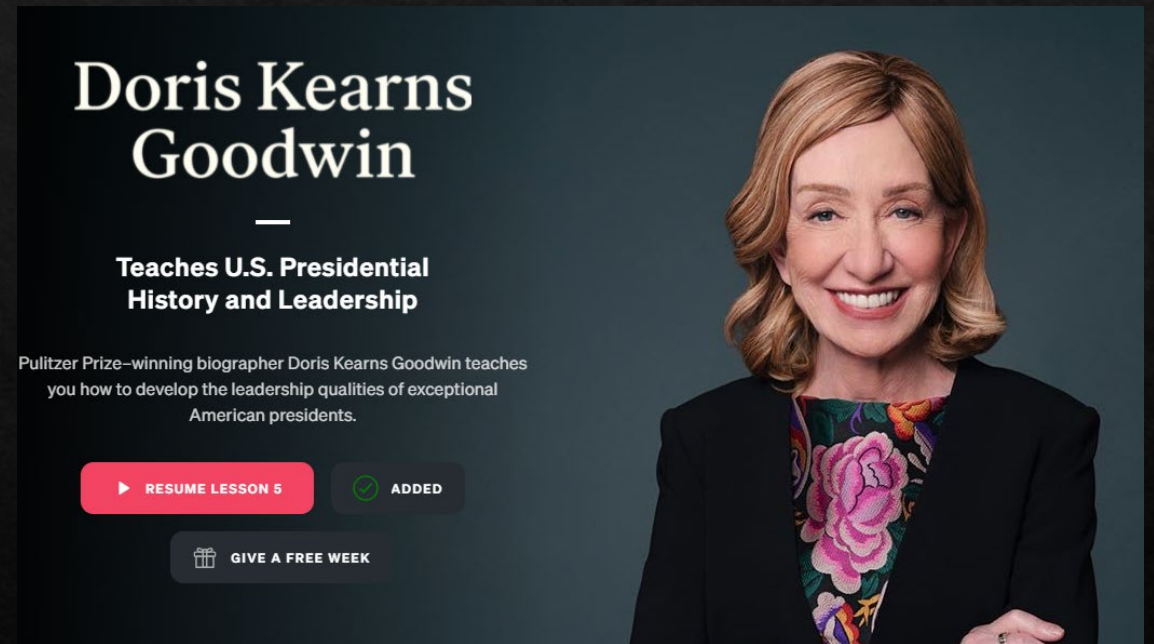 Doris Kearns
Goodwin
Teaches U.S. Presidential
History and Leadership
Pulitzer Prize–winning biographer Doris Kearns Goodwin teaches
you how to develop the leadership qualities of exceptional
American presidents.
RESUME LESSON 5
ADDED
GIVE A FREE WEEK